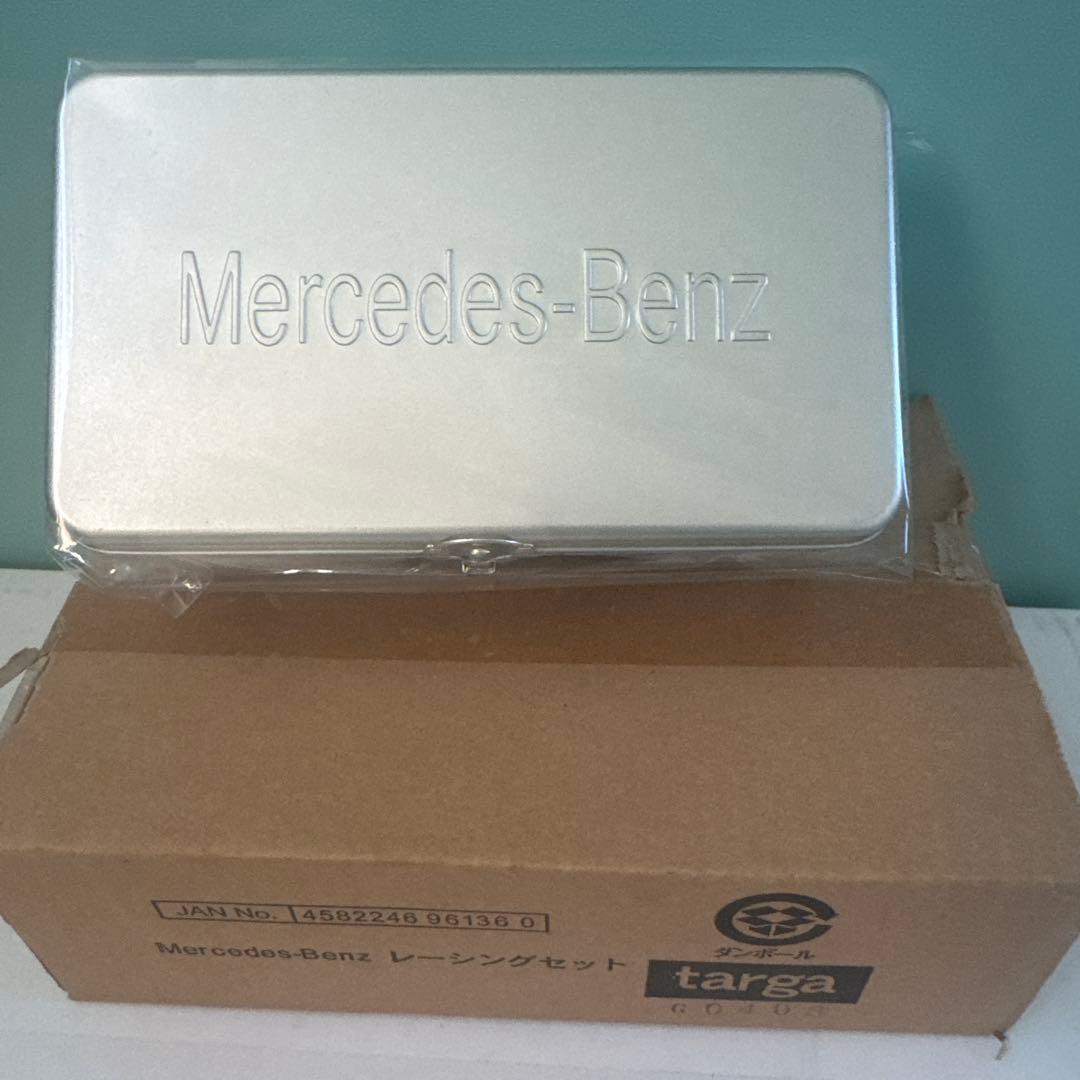 Mercedes-Benz
JAN No. 4582246 96136 0
Mercedes-Benz レーシングセット
ダンボール
targa